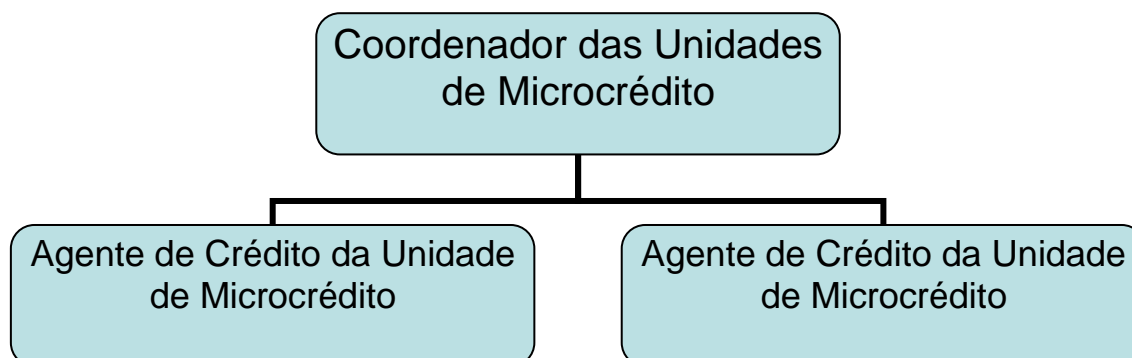 Coordenador das Unidades
de Microcrédito
Agente de Crédito da Unidade
de Microcrédito
Agente de Crédito da Unidade
de Microcrédito